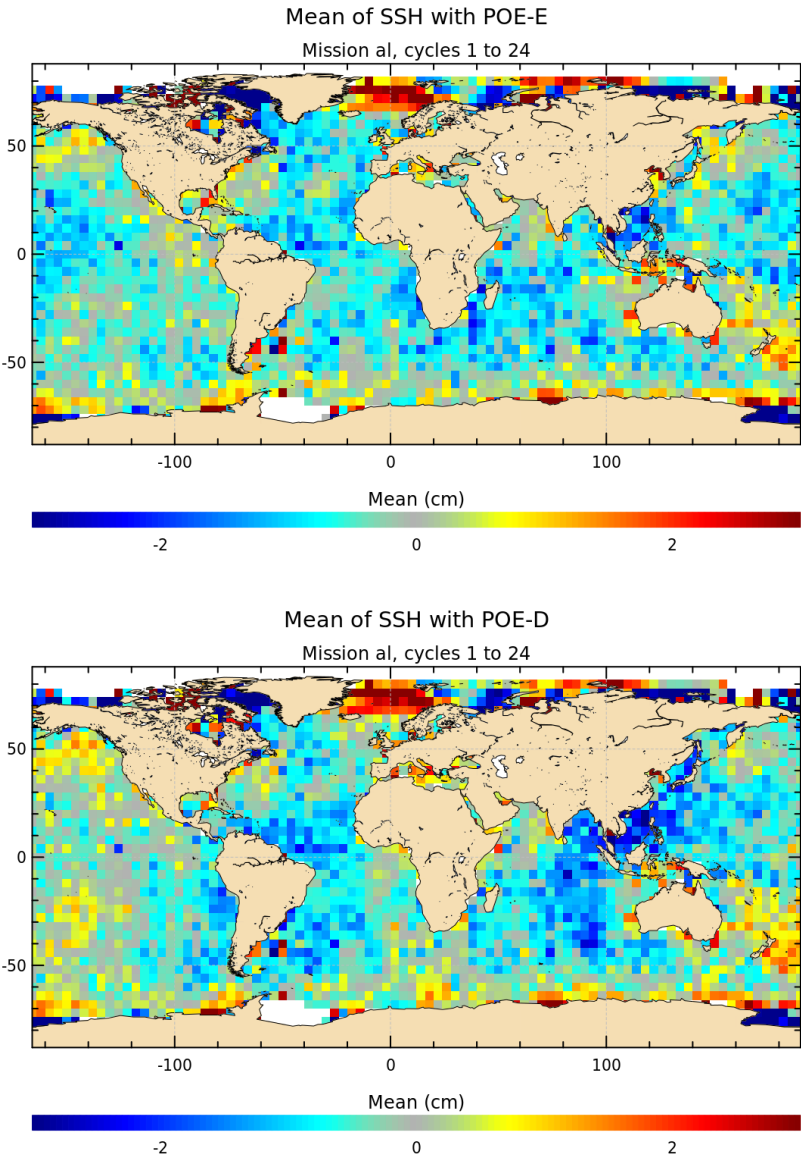 Mean of SSH with POE-E
Mission al, cycles 1 to 24
50
0
-50
-100 0 100
Mean (cm)
-2 0 2
Mean of SSH with POE-D
Mission al, cycles 1 to 24
50
0
-50
-100 0 100
Mean (cm)
-2 0 2